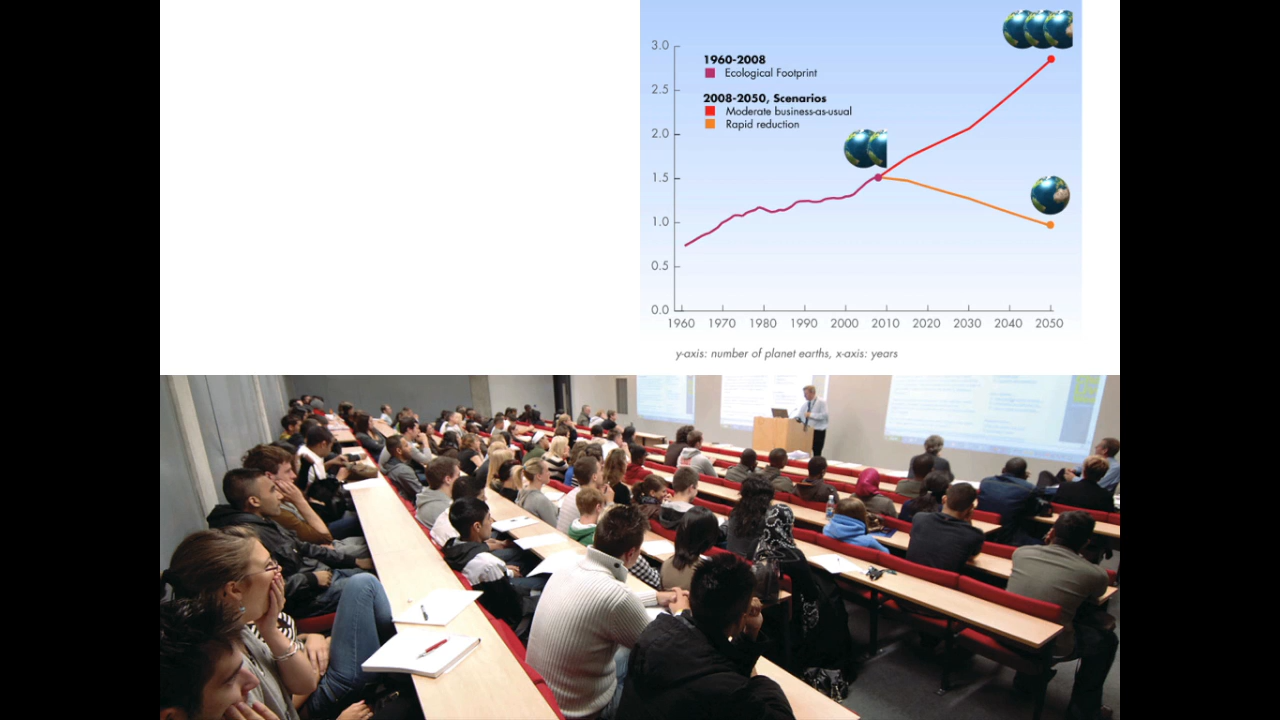 3.0
2.5
2.0
1.5
1.0
0.5
0.0
1960-2008
Ecological Footprint
2008-2050, Scenarios
Moderate business-as-usual
Rapid reduction
1960 1970 1980 1990 2000 2010 2020 2030 2040 2050
y-axis: number of planet earths, x-axis: years